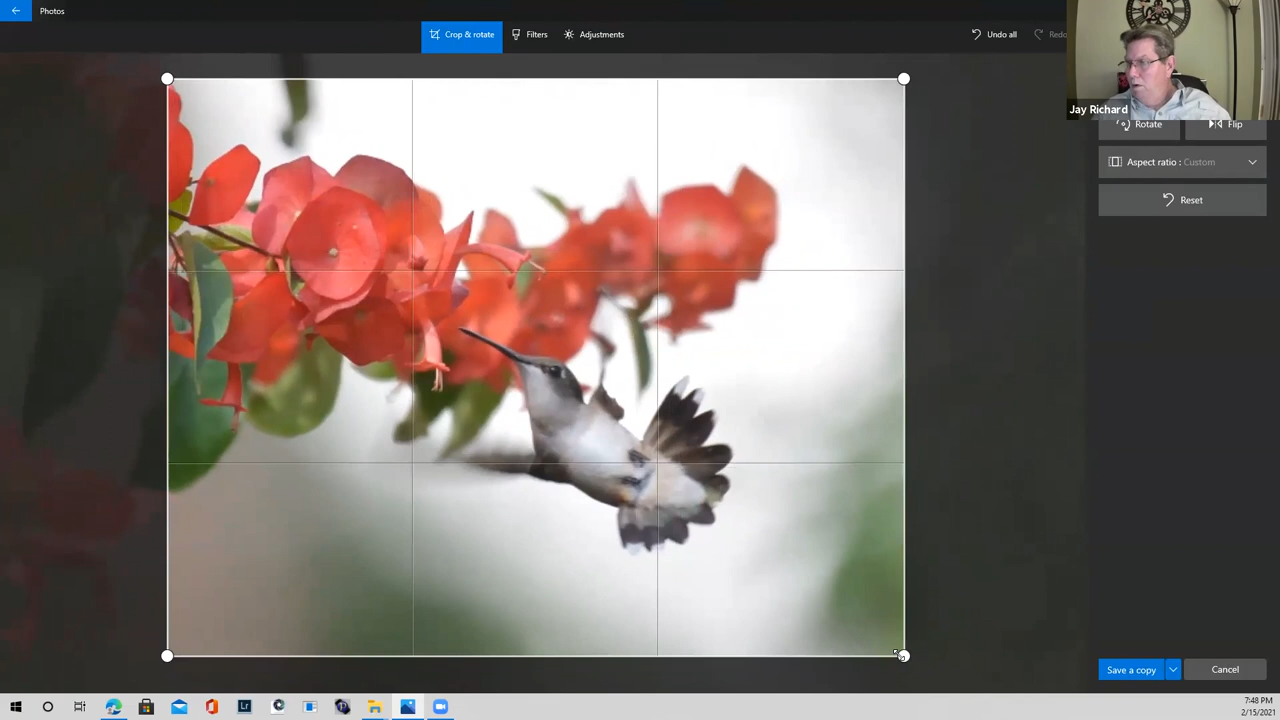 Photos
Crop & rotate
Filters
Adjustments
Undo all
Redo
Jay Richard
Rotate
Flip
Aspect ratio : Custom
Reset
Save a copy
Cancel
Lr
7:48 PM
2/15/2021